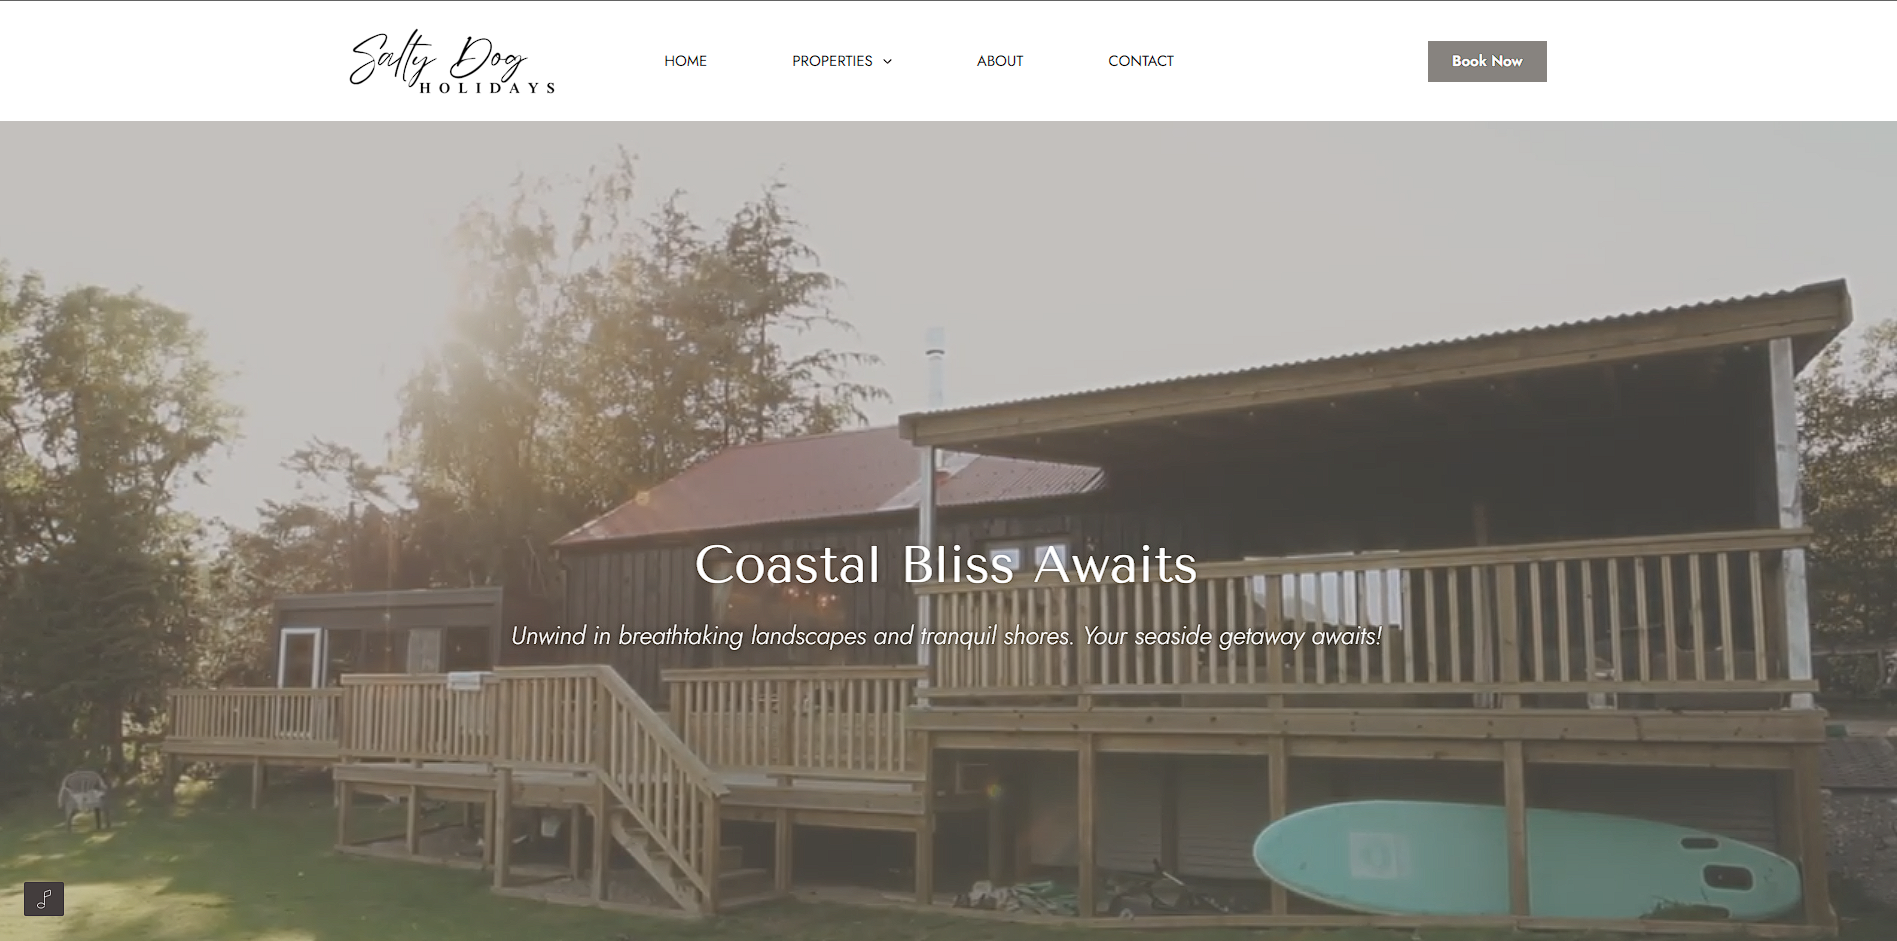 Salty Dog
HOLIDAYS
HOME
PROPERTIES
ABOUT
CONTACT
Book Now
Coastal Bliss Awaits
Unwind in breathtaking landscapes and tranquil shores. Your seaside getaway awaits!